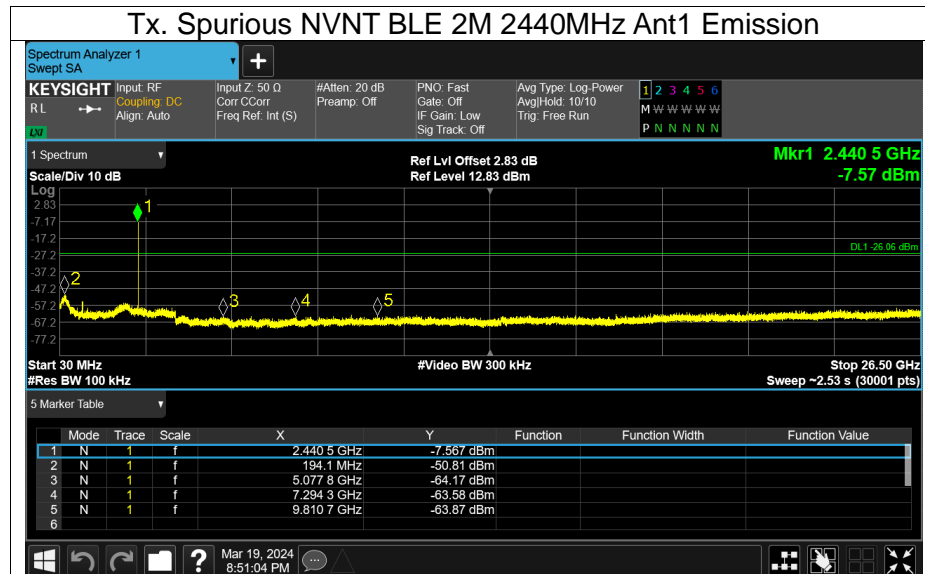 Tx. Spurious NVNT BLE 2M 2440MHz Ant1 Emission
Spectrum Analyzer 1
Swept SA
+
KEYSIGHT
RL
LXI
Input: RF
Coupling: DC
Align: Auto
Input Z: 50 Ω
Corr CCorr
Freq Ref: Int (S)
#Atten: 20 dB
Preamp: Off
PNO: Fast
Gate: Off
IF Gain: Low
Sig Track: Off
Avg Type: Log-Power
Avg|Hold: 10/10
Trig: Free Run
1 2 3 4 5 6
M W W W W W
P N N N N N
1 Spectrum
Scale/Div 10 dB
Ref Lvl Offset 2.83 dB
Ref Level 12.83 dBm
Mkr1 2.440 5 GHz
-7.57 dBm
Log
2.83
-7.17
-17.2
-27.2
-37.2
-47.2
-57.2
-67.2
-77.2
1
DL1 -26.06 dBm
2
3
4
5
Start 30 MHz
#Video BW 300 kHz
Stop 26.50 GHz
#Res BW 100 kHz
Sweep ~2.53 s (30001 pts)
5 Marker Table
Mode Trace Scale X Y Function Function Width Function Value
1 N 1 f 2.440 5 GHz -7.567 dBm
2 N 1 f 194.1 MHz -50.81 dBm
3 N 1 f 5.077 8 GHz -64.17 dBm
4 N 1 f 7.294 3 GHz -63.58 dBm
5 N 1 f 9.810 7 GHz -63.87 dBm
6
?
Mar 19, 2024
8:51:04 PM